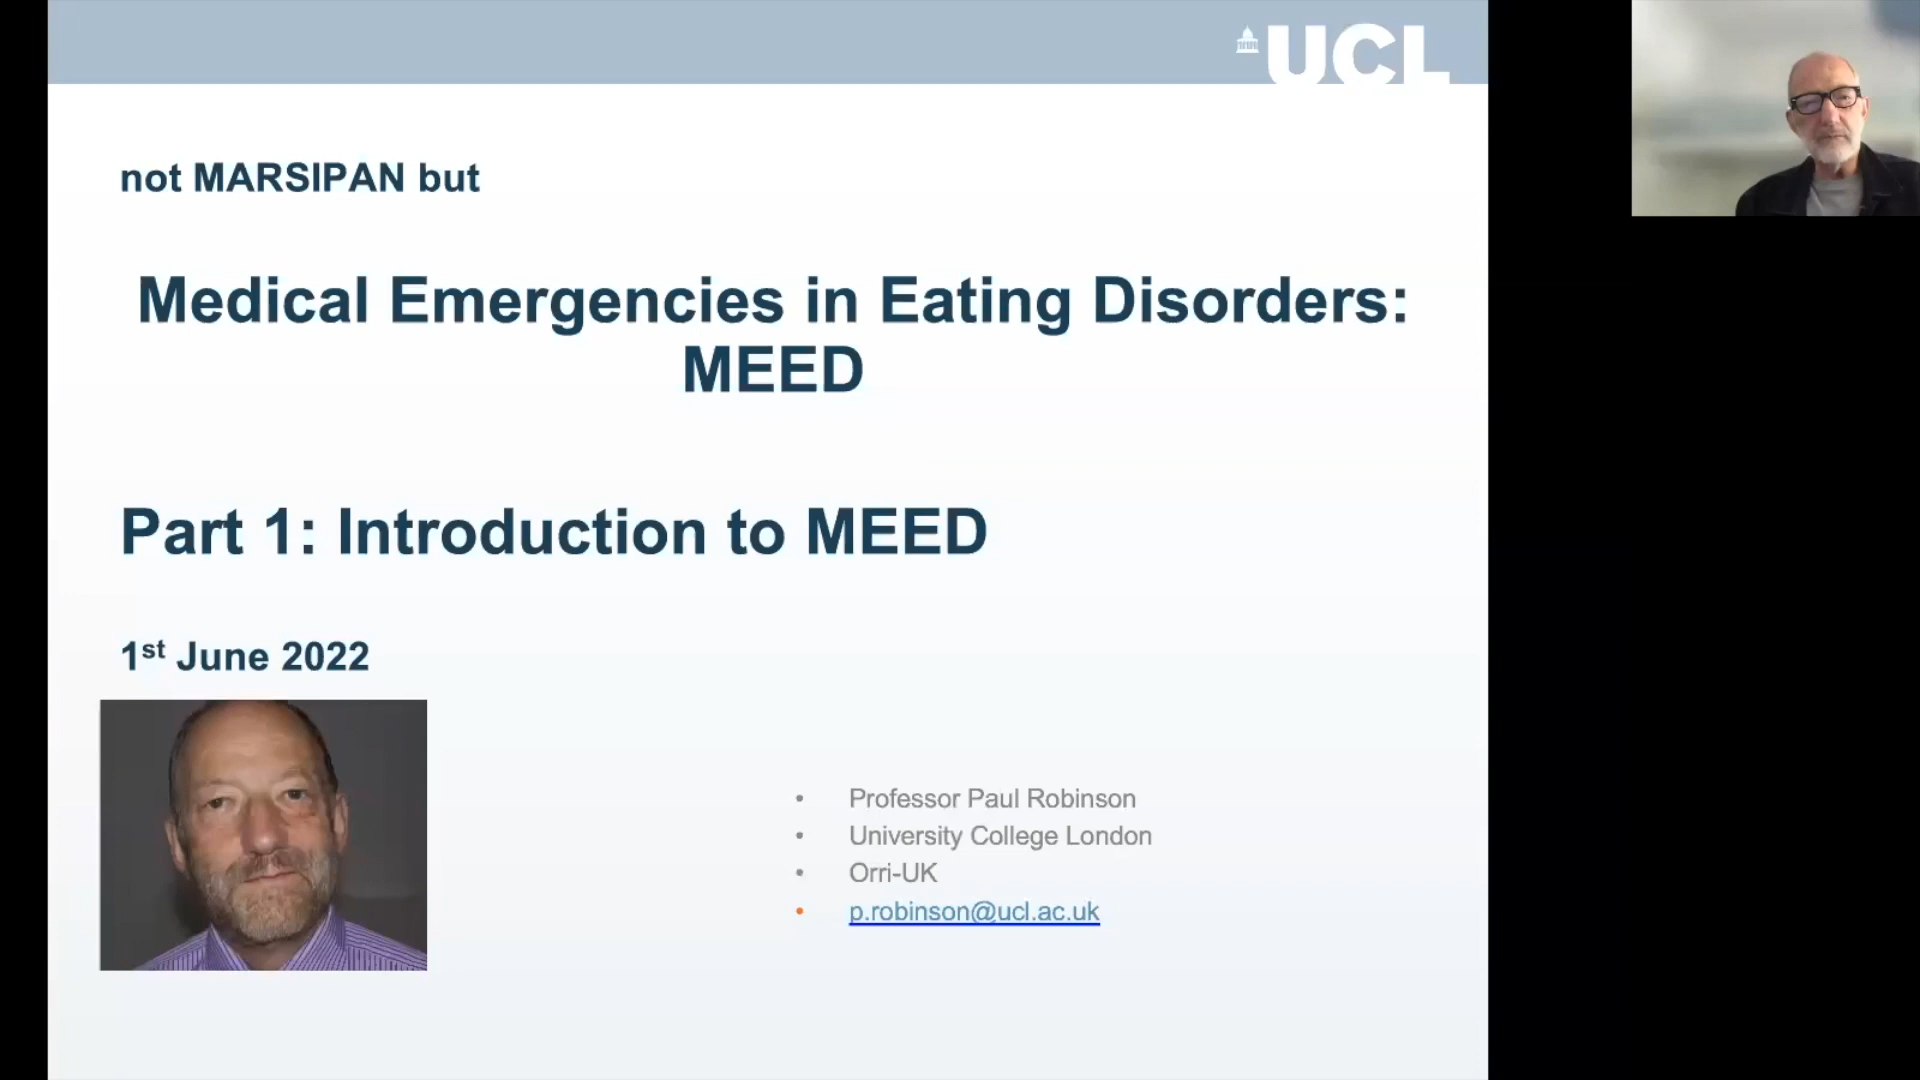 UCL
not MARSIPAN but
Medical Emergencies in Eating Disorders:
MEED
Part 1: Introduction to MEED
1st June 2022
• Professor Paul Robinson
• University College London
• Orri-UK
• p.robinson@ucl.ac.uk